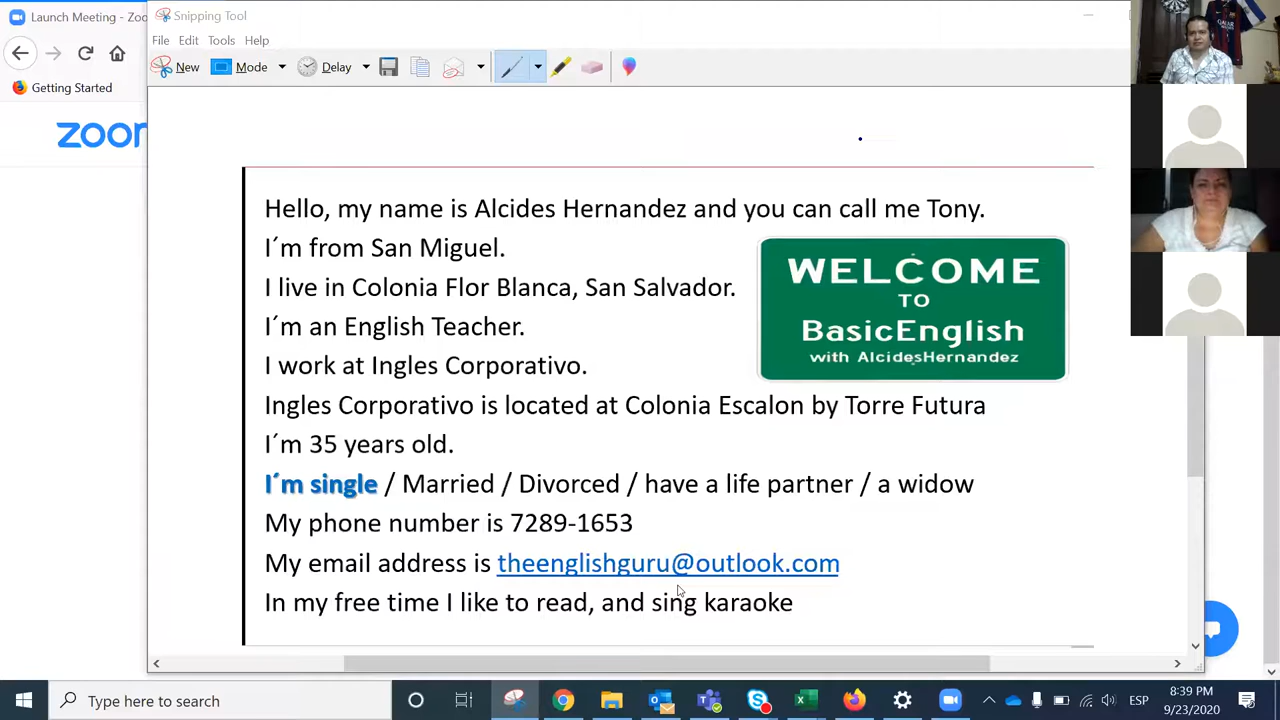 Launch Meeting - Zoo
Snipping Tool
File Edit Tools Help
New Mode Delay
Getting Started
zoom
Hello, my name is Alcides Hernandez and you can call me Tony.
I´m from San Miguel.
I live in Colonia Flor Blanca, San Salvador.
I´m an English Teacher.
I work at Ingles Corporativo.
Ingles Corporativo is located at Colonia Escalon by Torre Futura
I´m 35 years old.
I´m single / Married / Divorced / have a life partner / a widow
My phone number is 7289-1653
My email address is theenglishguru@outlook.com
In my free time I like to read, and sing karaoke
WELCOME
TO
BasicEnglish
with AlcidesHernandez
Type here to search
ESP
8:39 PM
9/23/2020